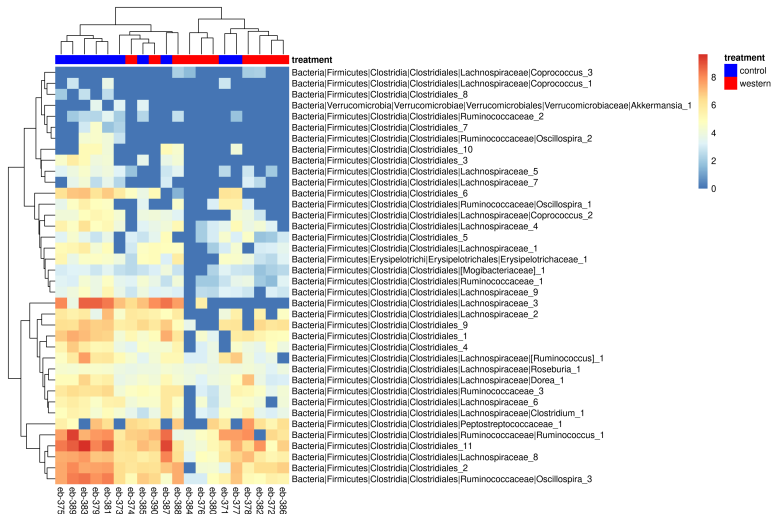 treatment
Bacteria|Firmicutes|Clostridia|Clostridiales|Lachnospiraceae|Coprococcus_3
Bacteria|Firmicutes|Clostridia|Clostridiales|Lachnospiraceae|Coprococcus_1
Bacteria|Firmicutes|Clostridia|Clostridiales_8
Bacteria|Verrucomicrobia|Verrucomicrobiae|Verrucomicrobiales|Verrucomicrobiaceae|Akkermansia_1
Bacteria|Firmicutes|Clostridia|Clostridiales|Ruminococcaceae_2
Bacteria|Firmicutes|Clostridia|Clostridiales_7
Bacteria|Firmicutes|Clostridia|Clostridiales|Ruminococcaceae|Oscillospira_2
Bacteria|Firmicutes|Clostridia|Clostridiales_10
Bacteria|Firmicutes|Clostridia|Clostridiales_3
Bacteria|Firmicutes|Clostridia|Clostridiales|Lachnospiraceae_5
Bacteria|Firmicutes|Clostridia|Clostridiales|Lachnospiraceae_7
Bacteria|Firmicutes|Clostridia|Clostridiales_6
Bacteria|Firmicutes|Clostridia|Clostridiales|Ruminococcaceae|Oscillospira_1
Bacteria|Firmicutes|Clostridia|Clostridiales|Lachnospiraceae|Coprococcus_2
Bacteria|Firmicutes|Clostridia|Clostridiales|Lachnospiraceae_4
Bacteria|Firmicutes|Clostridia|Clostridiales_5
Bacteria|Firmicutes|Clostridia|Clostridiales|Lachnospiraceae_1
Bacteria|Firmicutes|Erysipelotrichi|Erysipelotrichales|Erysipelotrichaceae_1
Bacteria|Firmicutes|Clostridia|Clostridiales|[Mogibacteriaceae]_1
Bacteria|Firmicutes|Clostridia|Clostridiales|Ruminococcaceae_1
Bacteria|Firmicutes|Clostridia|Clostridiales|Lachnospiraceae_9
Bacteria|Firmicutes|Clostridia|Clostridiales|Lachnospiraceae_3
Bacteria|Firmicutes|Clostridia|Clostridiales|Lachnospiraceae_2
Bacteria|Firmicutes|Clostridia|Clostridiales_9
Bacteria|Firmicutes|Clostridia|Clostridiales_1
Bacteria|Firmicutes|Clostridia|Clostridiales_4
Bacteria|Firmicutes|Clostridia|Clostridiales|Lachnospiraceae|[Ruminococcus]_1
Bacteria|Firmicutes|Clostridia|Clostridiales|Lachnospiraceae|Roseburia_1
Bacteria|Firmicutes|Clostridia|Clostridiales|Lachnospiraceae|Dorea_1
Bacteria|Firmicutes|Clostridia|Clostridiales|Ruminococcaceae_3
Bacteria|Firmicutes|Clostridia|Clostridiales|Lachnospiraceae_6
Bacteria|Firmicutes|Clostridia|Clostridiales|Lachnospiraceae|Clostridium_1
Bacteria|Firmicutes|Clostridia|Clostridiales|Peptostreptococcaceae_1
Bacteria|Firmicutes|Clostridia|Clostridiales|Ruminococcaceae|Ruminococcus_1
Bacteria|Firmicutes|Clostridia|Clostridiales_11
Bacteria|Firmicutes|Clostridia|Clostridiales|Lachnospiraceae_8
Bacteria|Firmicutes|Clostridia|Clostridiales_2
Bacteria|Firmicutes|Clostridia|Clostridiales|Ruminococcaceae|Oscillospira_3
eb-375
eb-389
eb-383
eb-379
eb-381
eb-373
eb-374
eb-385
eb-390
eb-387
eb-388
eb-384
eb-376
eb-380
eb-371
eb-377
eb-378
eb-382
eb-372
eb-386
8
6
4
2
0
treatment
control
western